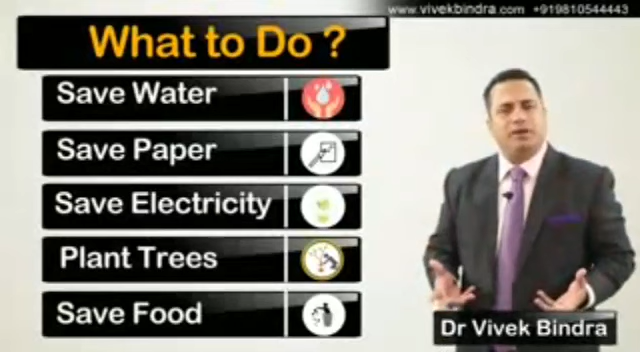 www.vivekbindra.com +919810544443
What to Do ?
Save Water
Save Paper
Save Electricity
Plant Trees
Save Food
Dr Vivek Bindra